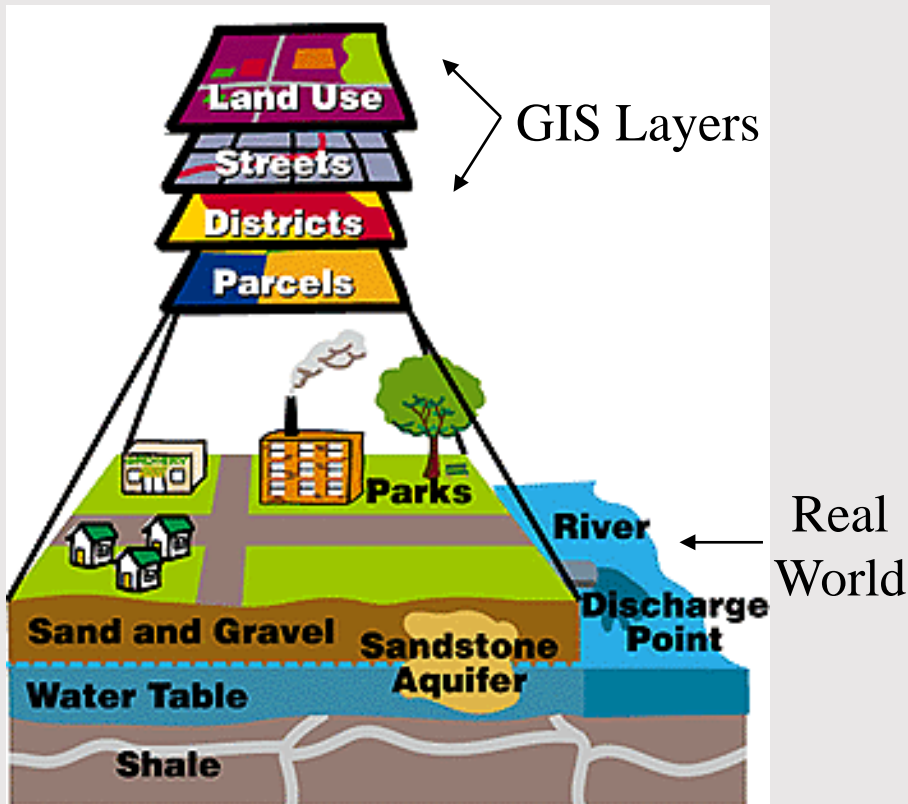 Land Use
GIS Layers
Streets
Districts
Parcels
Parks
River
Real
World
Discharge
Point
Sand and Gravel
Sandstone
Aquifer
Water Table
Shale